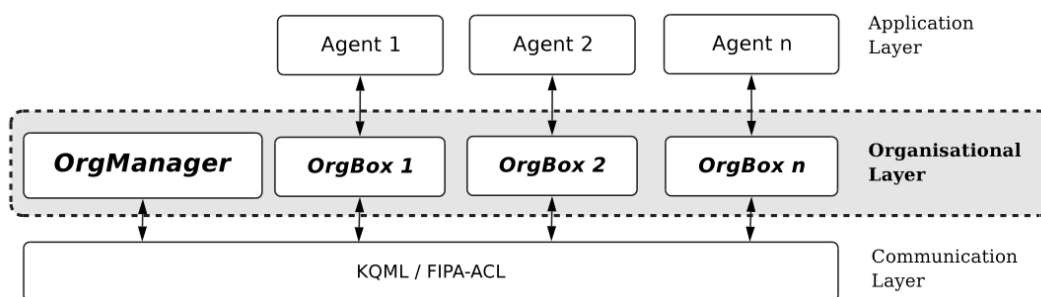 Agent 1
Agent 2
Agent n
Application
Layer
OrgManager
OrgBox 1
OrgBox 2
OrgBox n
Organisational
Layer
KQML / FIPA-ACL
Communication
Layer